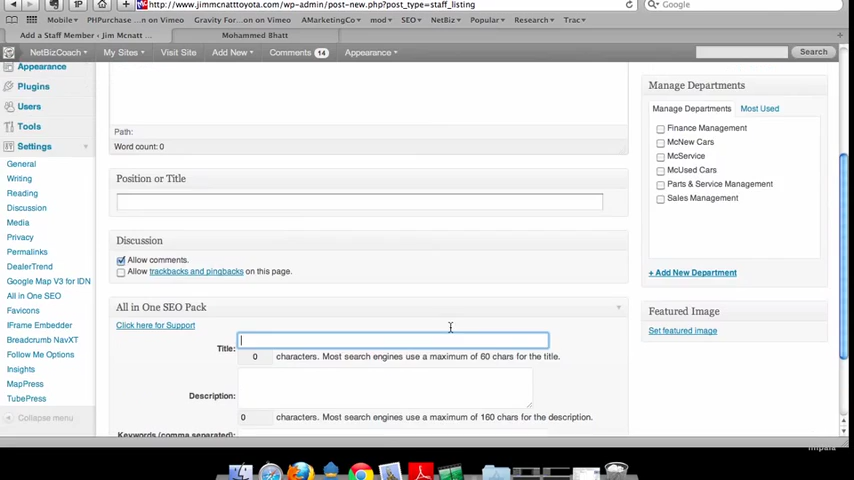 http://www.jimmcnatttoyota.com/wp-admin/post-new.php?post_type=staff_listing
Google
Mobility
PHPurchase ...n on Vimeo
Gravity For...n on Vimeo
AMarketingCo
mod
SEO
NetBiz
Popular
Research
Trac
Add a Staff Member ‹ Jim McNatt ...
Mohammed Bhatt
NetBizCoach
My Sites
Visit Site
Add New
Comments 14
Appearance
Search
Appearance
Plugins
Users
Tools
Settings
General
Writing
Reading
Discussion
Media
Privacy
Permalinks
DealerTrend
Google Map V3 for IDN
All in One SEO
Favicons
IFrame Embedder
Breadcrumb NavXT
Follow Me Options
Insights
MapPress
TubePress
Collapse menu
Path:
Word count: 0
Position or Title
Discussion
Allow comments.
Allow trackbacks and pingbacks on this page.
All in One SEO Pack
Click here for Support
Title:
0 characters. Most search engines use a maximum of 60 chars for the title.
Description:
0 characters. Most search engines use a maximum of 160 chars for the description.
Keywords (comma separated):
Manage Departments
Manage Departments Most Used
Finance Management
McNew Cars
McService
McUsed Cars
Parts & Service Management
Sales Management
+ Add New Department
Featured Image
Set featured image
Impala